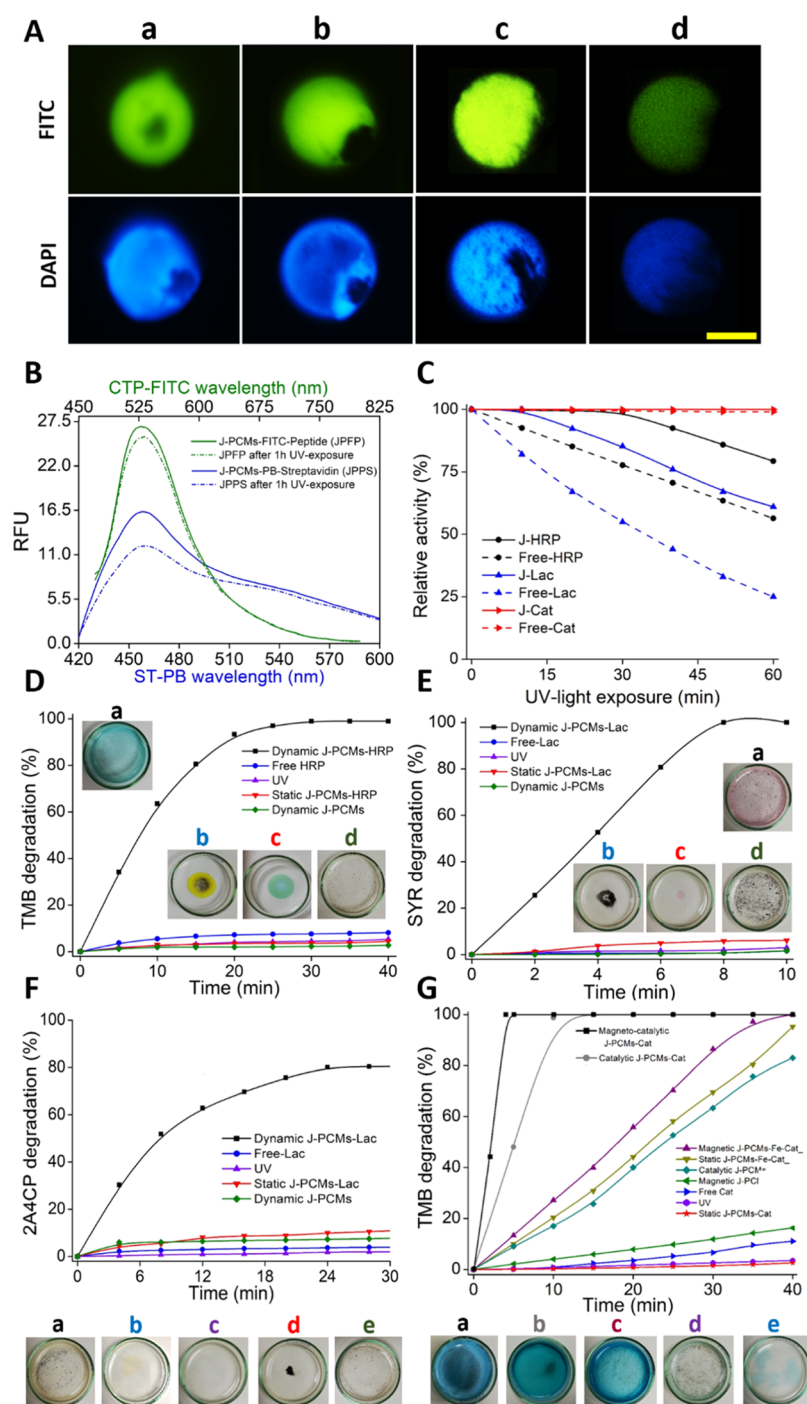 A
a
b
c
d
FITC
DAPI
B
CTP-FITC wavelength (nm)
450 525 600 675 750 825
27.5
22.0
16.5
11.0
5.5
0.0
RFU
J-PCMs-FITC-Peptide (JPFP)
JPFP after 1h UV-exposure
J-PCMs-PB-Streptavidin (JPPS)
JPPS after 1h UV-exposure
420 450 480 510 540 570 600
ST-PB wavelength (nm)
C
Relative activity (%)
100
75
50
25
J-HRP
Free-HRP
J-Lac
Free-Lac
J-Cat
Free-Cat
0 15 30 45 60
UV-light exposure (min)
D
TMB degradation (%)
100
80
60
40
20
0
a
Dynamic J-PCMs-HRP
Free HRP
UV
Static J-PCMs-HRP
Dynamic J-PCMs
b
c
d
0 10 20 30 40
Time (min)
E
SYR degradation (%)
100
80
60
40
20
0
Dynamic J-PCMs-Lac
Free-Lac
UV
Static J-PCMs-Lac
Dynamic J-PCMs
a
b
c
d
0 2 4 6 8 10
Time (min)
F
2A4CP degradation (%)
100
80
60
40
20
0
Dynamic J-PCMs-Lac
Free-Lac
UV
Static J-PCMs-Lac
Dynamic J-PCMs
0 6 12 18 24 30
Time (min)
a
b
c
d
e
G
TMB degradation (%)
100
80
60
40
20
0
Magneto-catalytic
J-PCMs-Cat
Catalytic J-PCMs-Cat
Magnetic J-PCMs-Fe-Cat_
Static J-PCMs-Fe-Cat_
Catalytic
Magnetic J-PCl
Free Cat
UV
Static J-PCMs-Cat
0 10 20 30 40
Time (min)
a
b
c
d
e